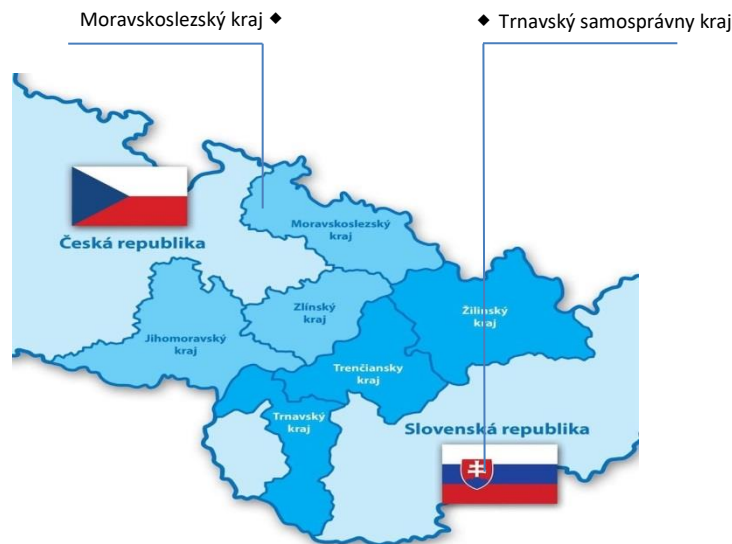 Moravskoslezský kraj ◆
◆ Trnavský samosprávny kraj
Moravskoslezský
kraj
Česká republika
Zlínský
kraj
Žilinský
kraj
Jihomoravský
kraj
Trenčiansky
kraj
Trnavský
kraj
Slovenská republika